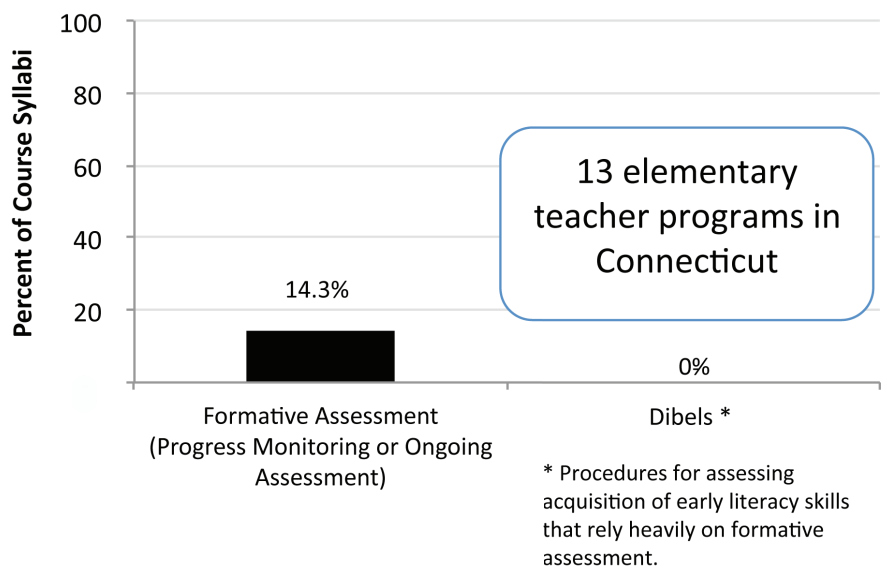 Percent of Course Syllabi
100
80
60
40
20
14.3%
0%
13 elementary
teacher programs in
Connecticut
Formative Assessment
(Progress Monitoring or Ongoing
Assessment)
Dibels *
* Procedures for assessing
acquisition of early literacy skills
that rely heavily on formative
assessment.